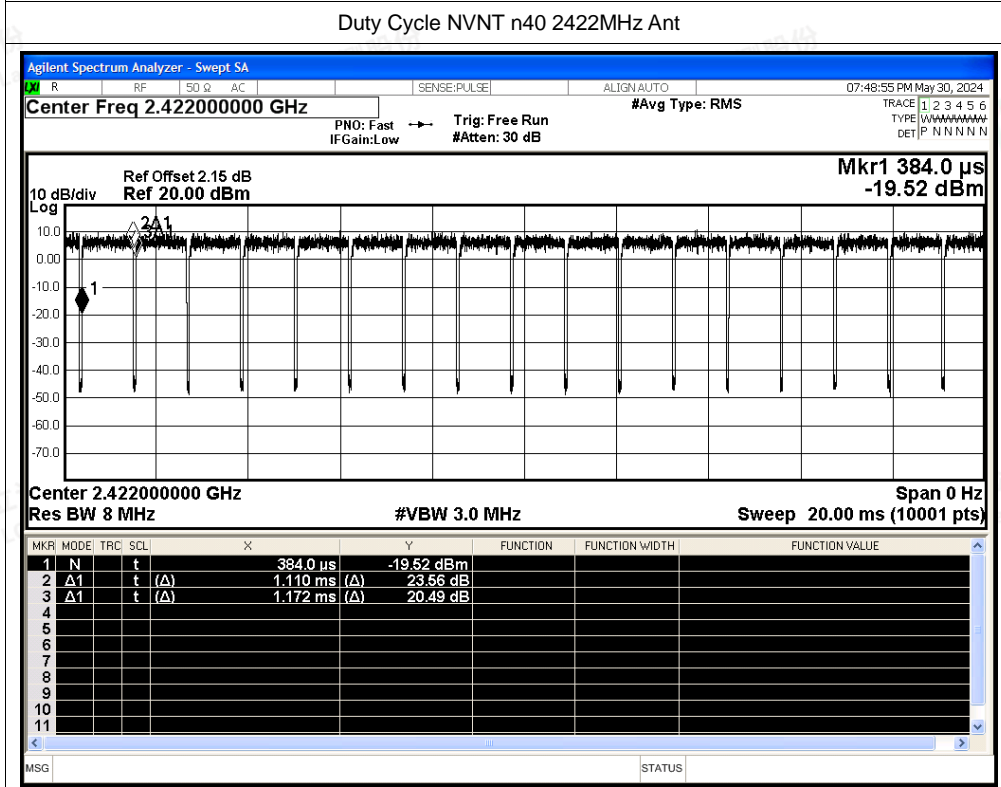 Duty Cycle NVNT n40 2422MHz Ant
Agilent Spectrum Analyzer - Swept SA
LXI R RF 50 Ω AC SENSE:PULSE ALIGN AUTO 07:48:55 PM May 30, 2024
Center Freq 2.422000000 GHz #Avg Type: RMS TRACE 1 2 3 4 5 6
PNO: Fast Trig: Free Run TYPE W
IFGain:Low #Atten: 30 dB DET P N N N N N
Mkr1 384.0 µs
Ref Offset 2.15 dB
10 dB/div Ref 20.00 dBm -19.52 dBm
Log
2Δ1
3Δ1
10.0
0.00
-10.0
1
-20.0
-30.0
-40.0
-50.0
-60.0
-70.0
Center 2.422000000 GHz Span 0 Hz
Res BW 8 MHz #VBW 3.0 MHz Sweep 20.00 ms (10001 pts)
MKR MODE TRC SCL X Y FUNCTION FUNCTION WIDTH FUNCTION VALUE
1 N t 384.0 µs -19.52 dBm
2 Δ1 t (Δ) 1.110 ms (Δ) 23.56 dB
3 Δ1 t (Δ) 1.172 ms (Δ) 20.49 dB
4
5
6
7
8
9
10
11
MSG STATUS